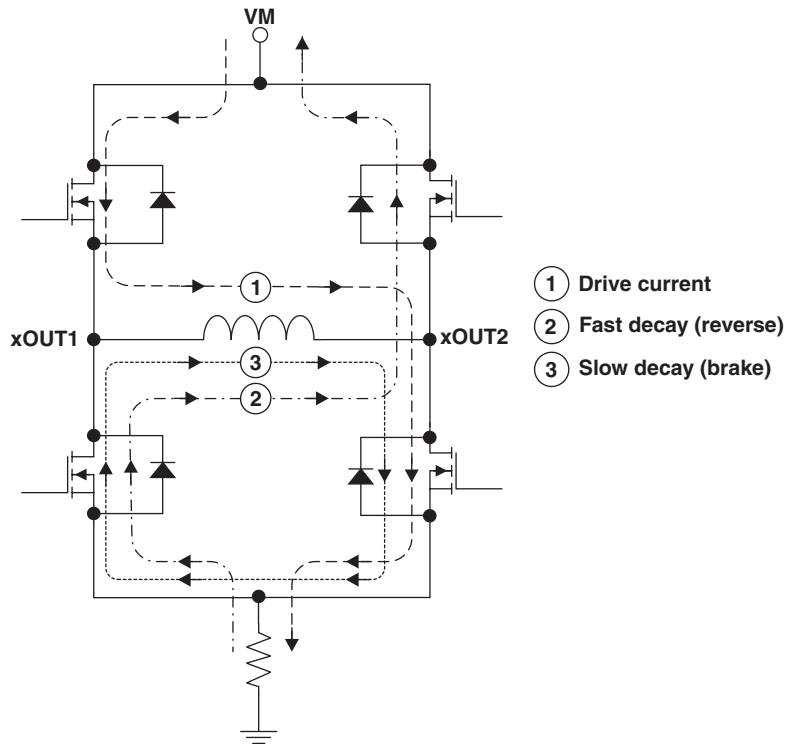 VM
1
xOUT1
xOUT2
3
2
1 Drive current
2 Fast decay (reverse)
3 Slow decay (brake)